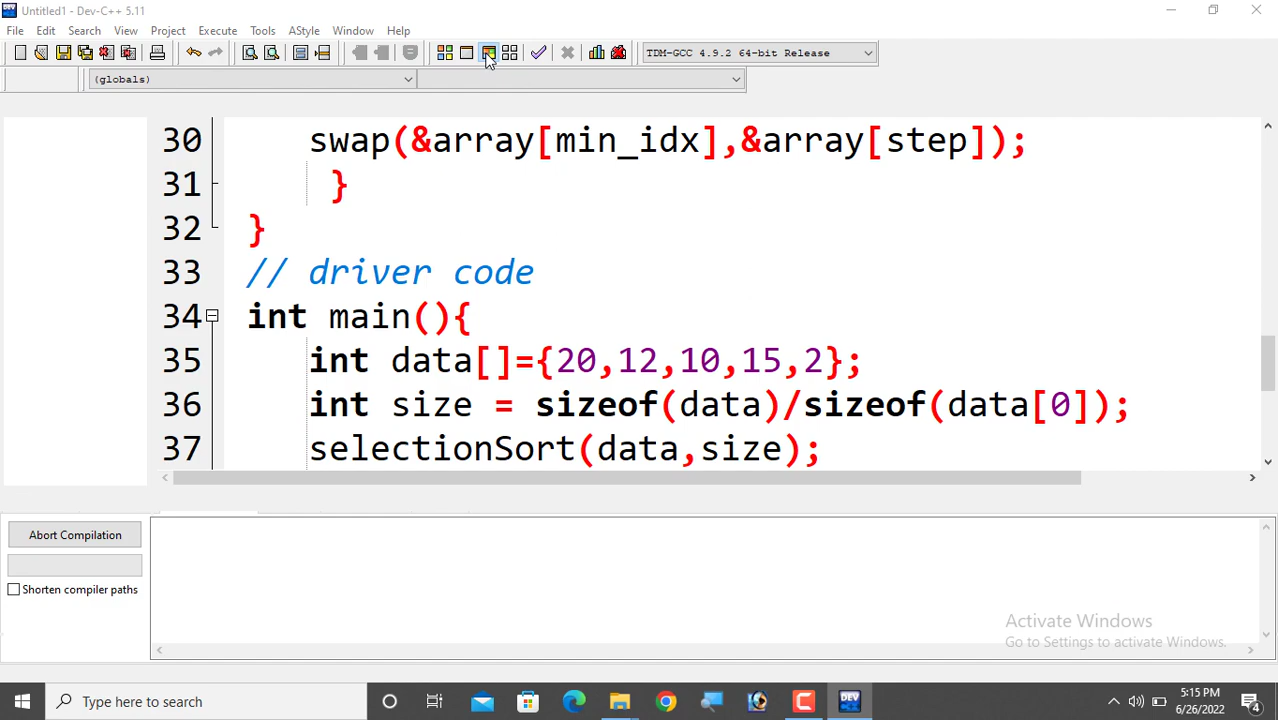 Untitled1 - Dev-C++ 5.11
File Edit Search View Project Execute Tools AStyle Window Help
TDM-GCC 4.9.2 64-bit Release
(globals)
30 swap(&array[min_idx],&array[step]);
31 }
32 }
33 // driver code
34 int main(){
35 int data[]={20,12,10,15,2};
36 int size = sizeof(data)/sizeof(data[0]);
37 selectionSort(data,size);
Abort Compilation
Shorten compiler paths
Activate Windows
Go to Settings to activate Windows.
Type here to search
DEV
5:15 PM
6/26/2022
4